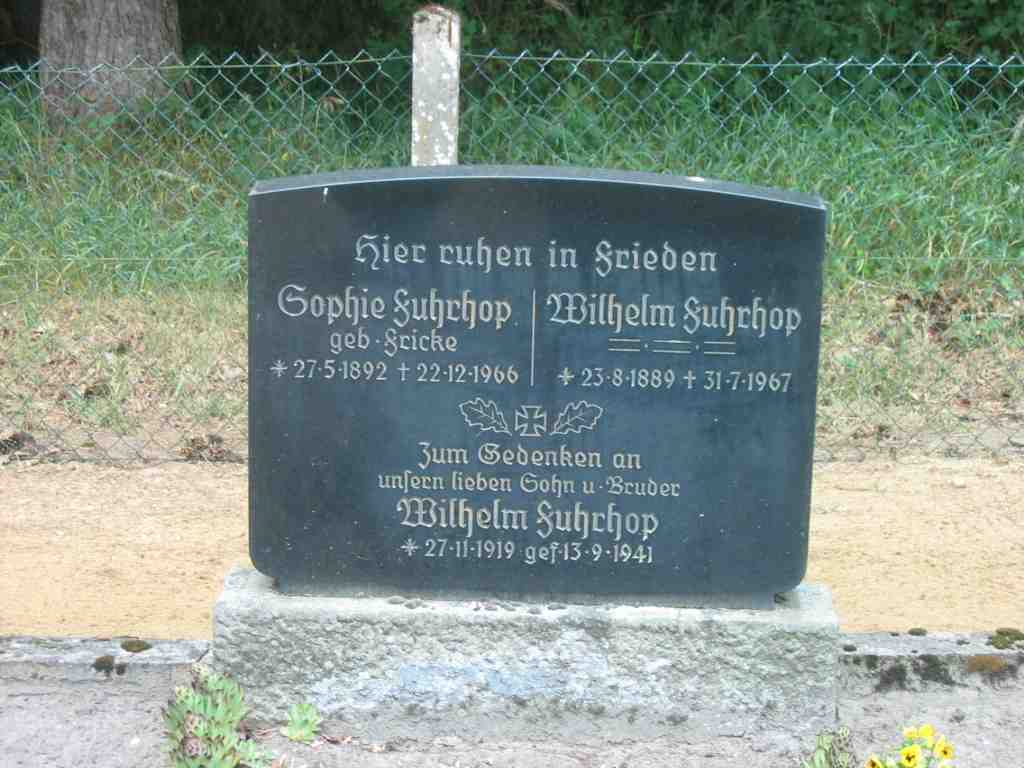 Hier ruhen in Frieden
Sophie Fuhrhop
geb. Fricke
* 27·5·1892 † 22·12·1966
Wilhelm Fuhrhop
* 23·8·1889 † 31·7·1967
Zum Gedenken an
unsern lieben Sohn u. Bruder
Wilhelm Fuhrhop
* 27·11·1919 gef. 13·9·1941